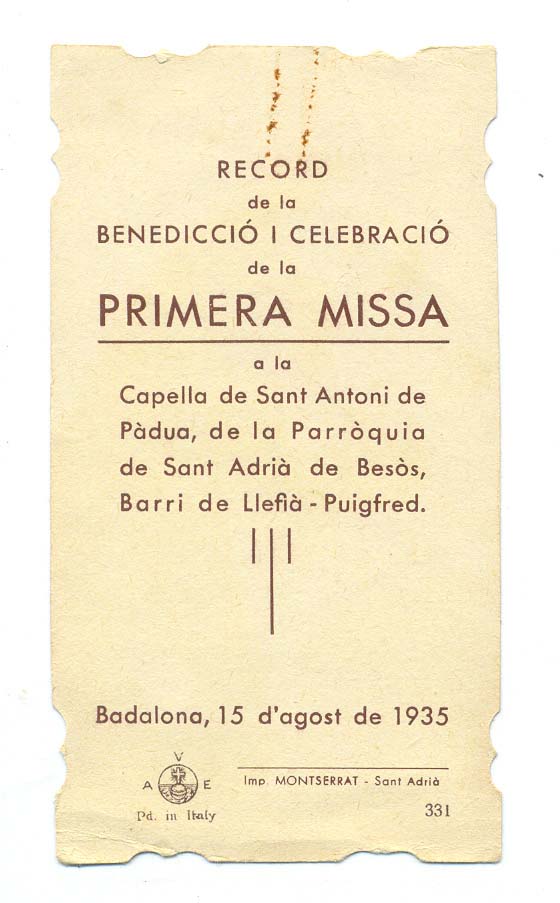 RECORD
de la
BENEDICCIÓ I CELEBRACIÓ
de la
PRIMERA MISSA
a la
Capella de Sant Antoni de
Pàdua, de la Parròquia
de Sant Adrià de Besòs,
Barri de Llefià - Puigfred.
Badalona, 15 d'agost de 1935
A V E
Pd. in Italy
Imp. MONTSERRAT - Sant Adrià
331